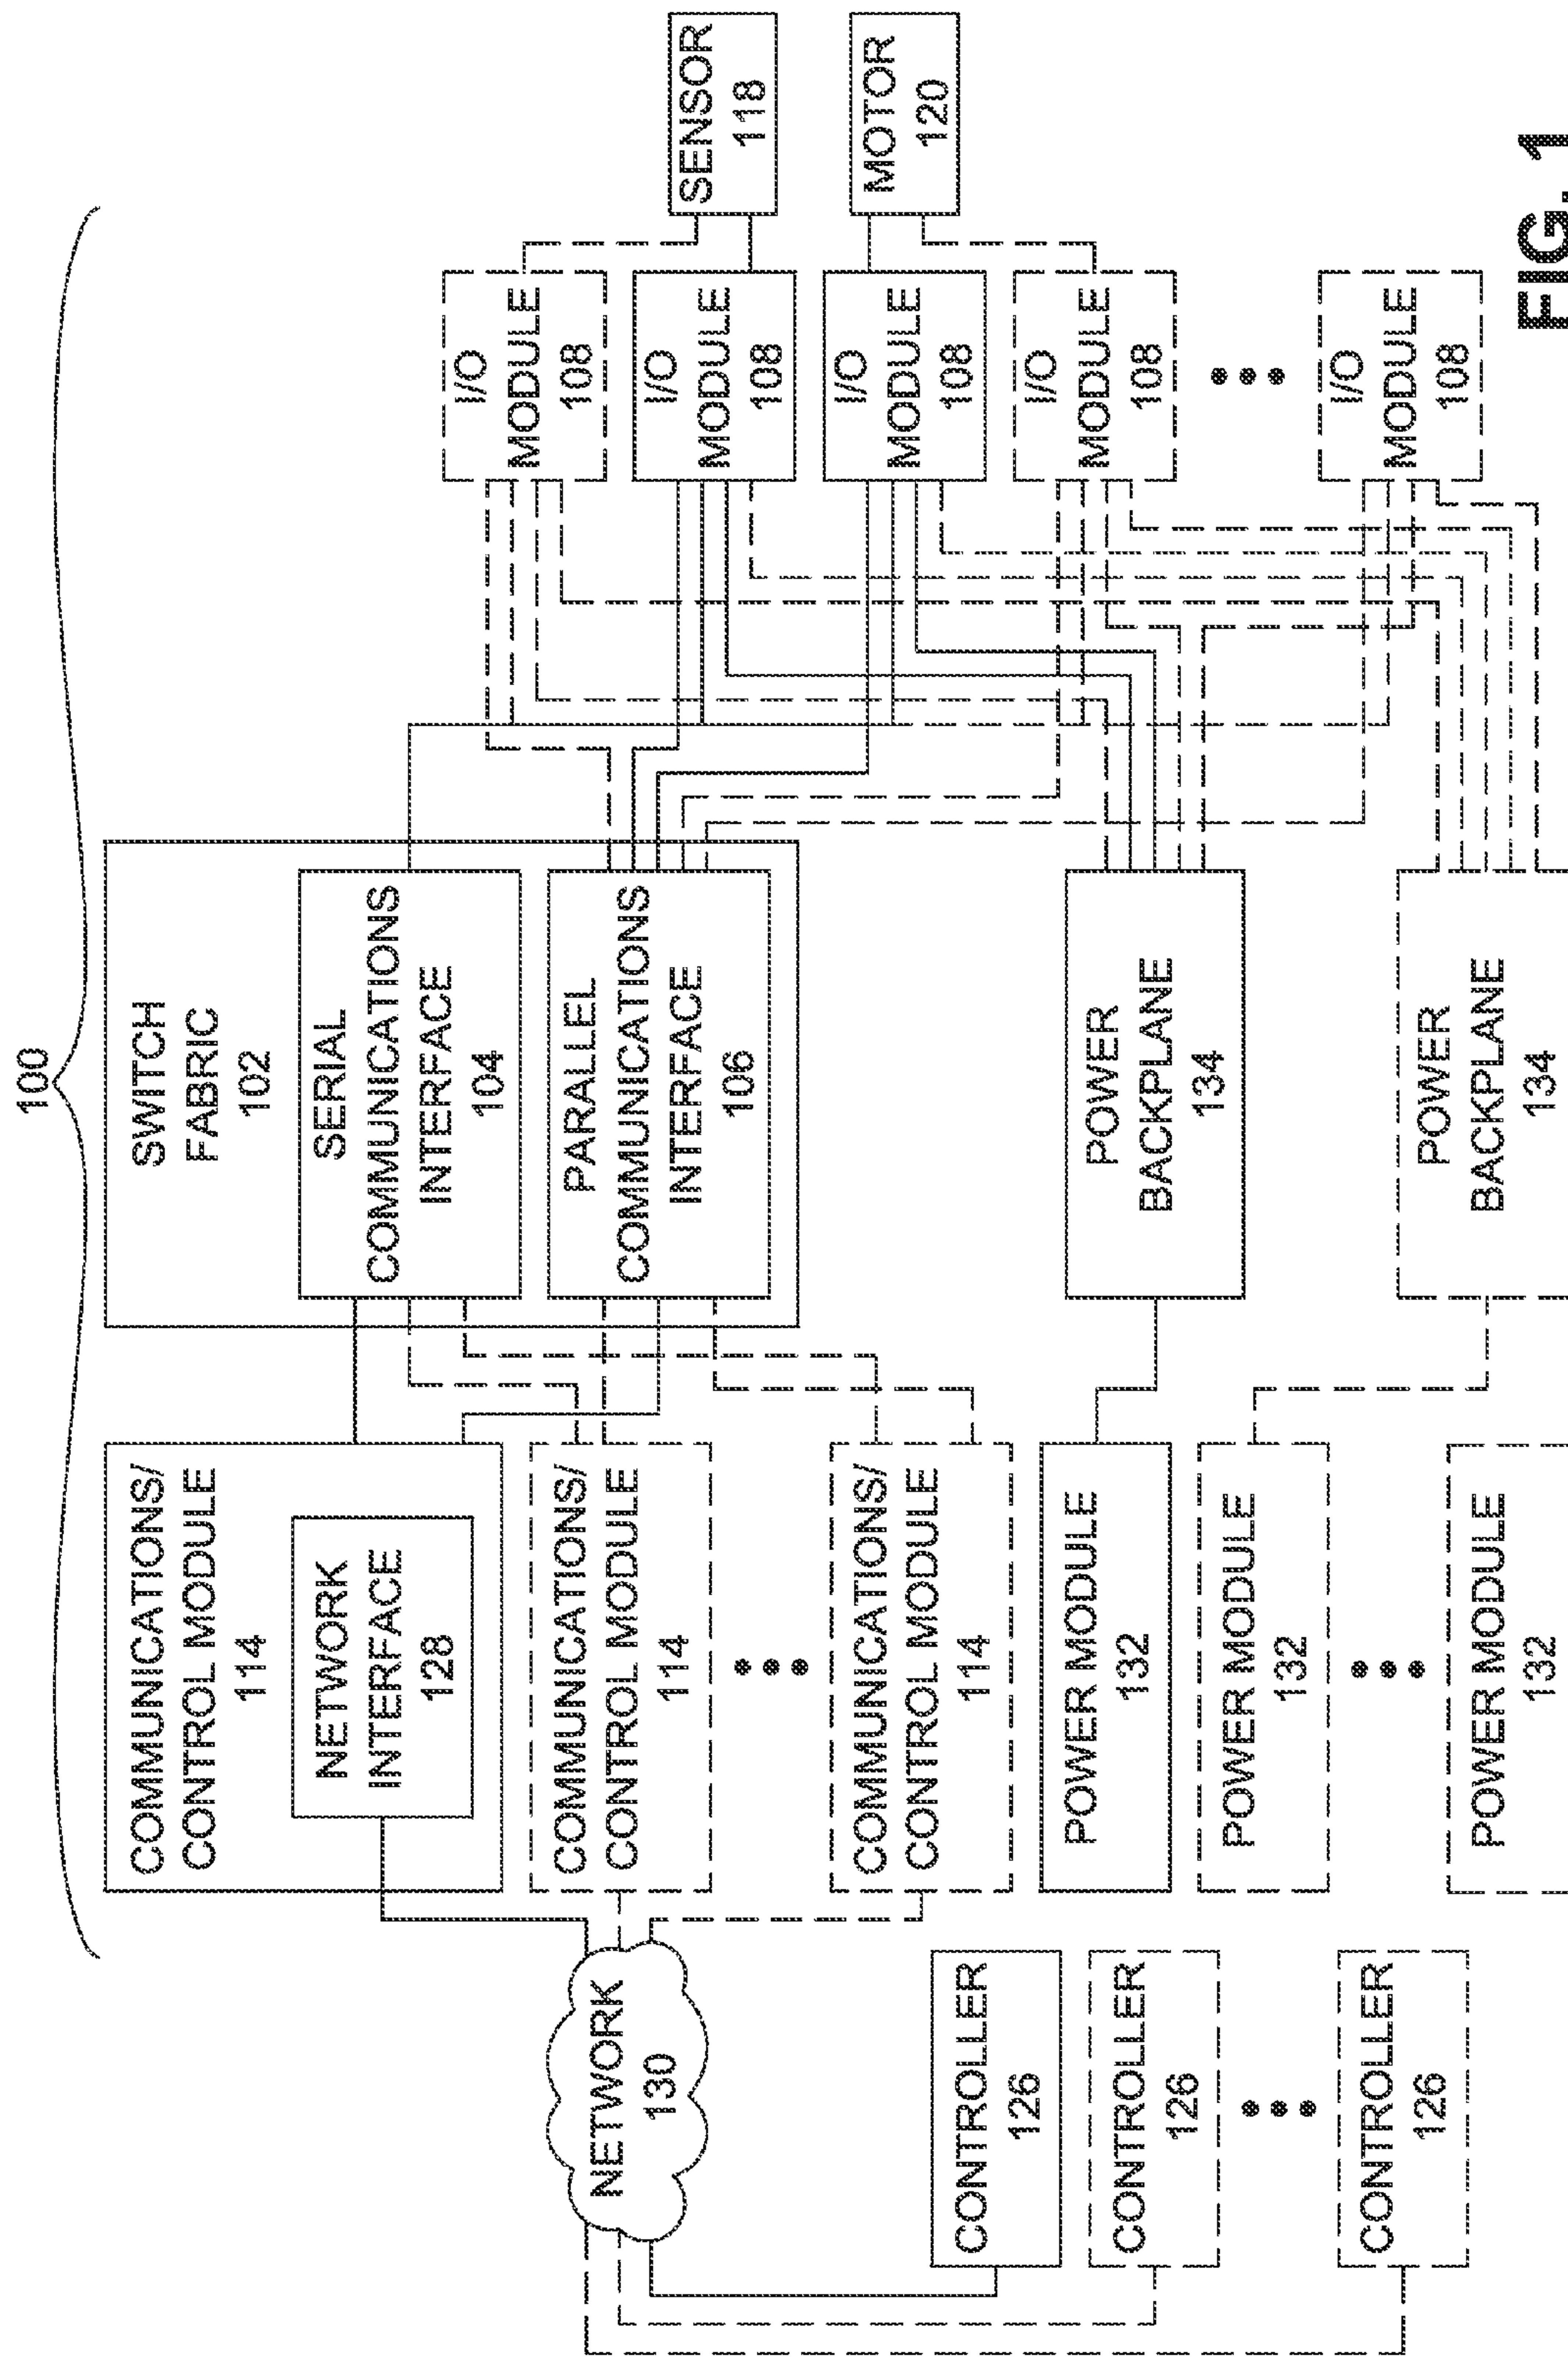 100
COMMUNICATIONS/
CONTROL MODULE
114
NETWORK
INTERFACE
128
COMMUNICATIONS/
CONTROL MODULE
114
COMMUNICATIONS/
CONTROL MODULE
114
POWER MODULE
132
POWER MODULE
132
POWER MODULE
132
NETWORK
130
CONTROLLER
126
CONTROLLER
126
CONTROLLER
126
SWITCH
FABRIC
102
SERIAL
COMMUNICATIONS
INTERFACE
104
PARALLEL
COMMUNICATIONS
INTERFACE
106
POWER
BACKPLANE
134
POWER
BACKPLANE
134
I/O
MODULE
108
I/O
MODULE
108
I/O
MODULE
108
I/O
MODULE
108
I/O
MODULE
108
SENSOR
118
MOTOR
120
FIG. 1